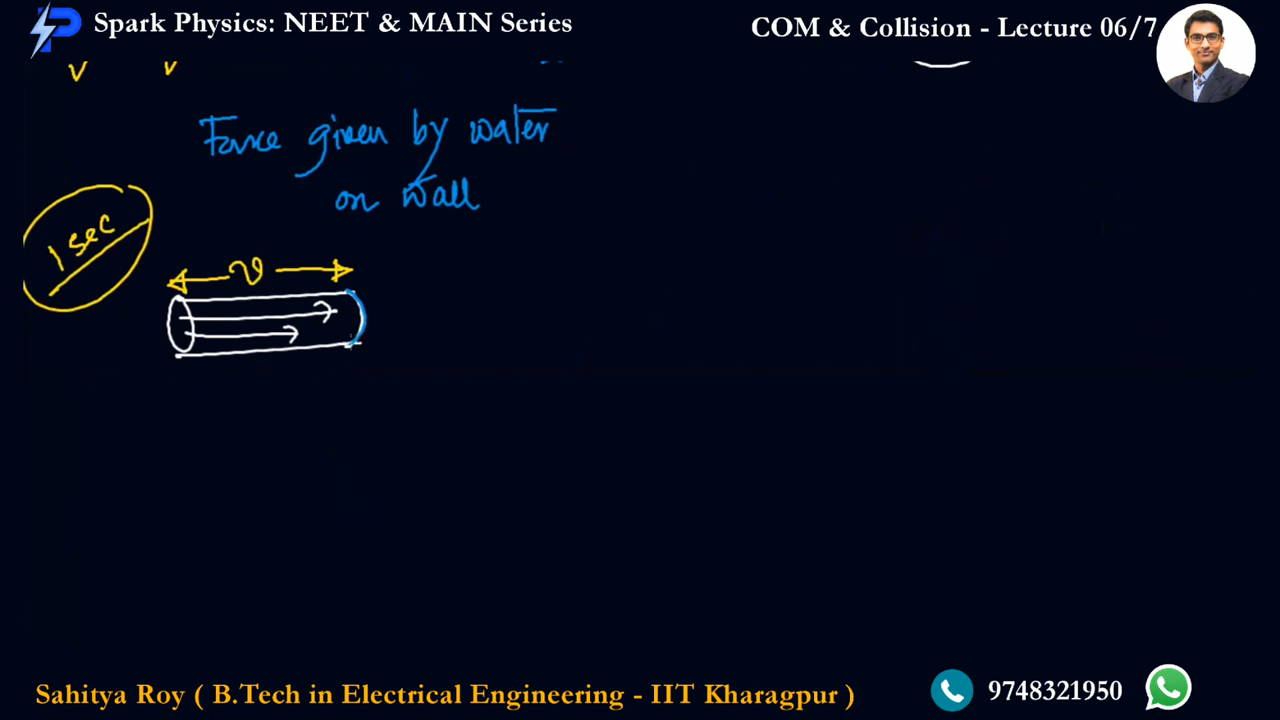 Spark Physics: NEET & MAIN Series
COM & Collision - Lecture 06/7
v v
Force given by water
on wall
1 sec
v
Sahitya Roy ( B.Tech in Electrical Engineering - IIT Kharagpur )
9748321950